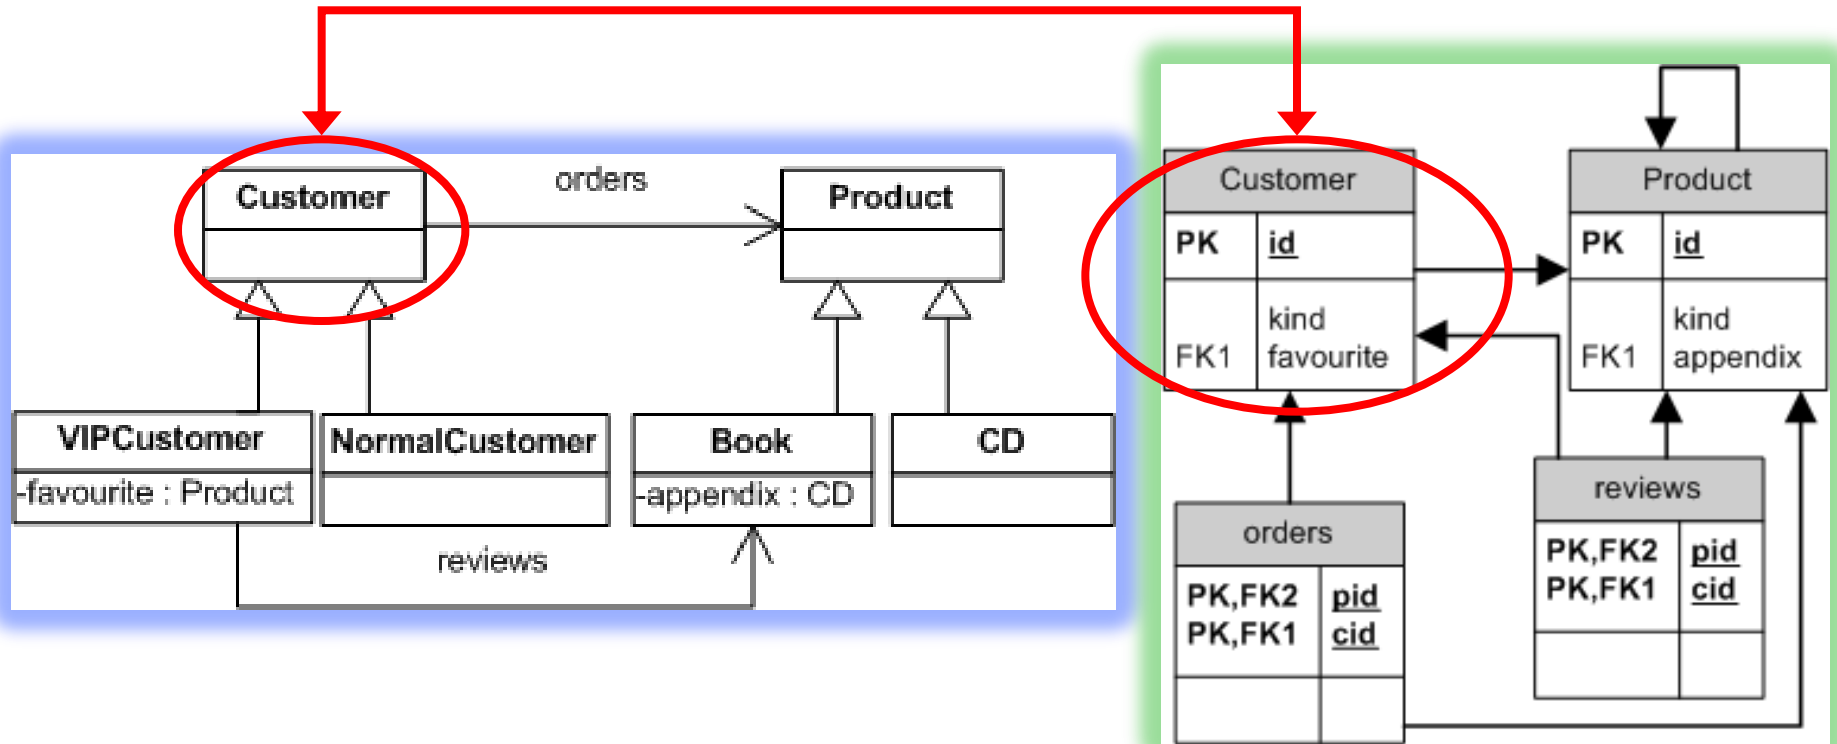 Customer
orders
Product
VIPCustomer
-favourite : Product
NormalCustomer
Book
-appendix : CD
CD
reviews
Customer
PK id
kind
FK1 favourite
Product
PK id
kind
FK1 appendix
orders
PK,FK2 pid
PK,FK1 cid
reviews
PK,FK2 pid
PK,FK1 cid